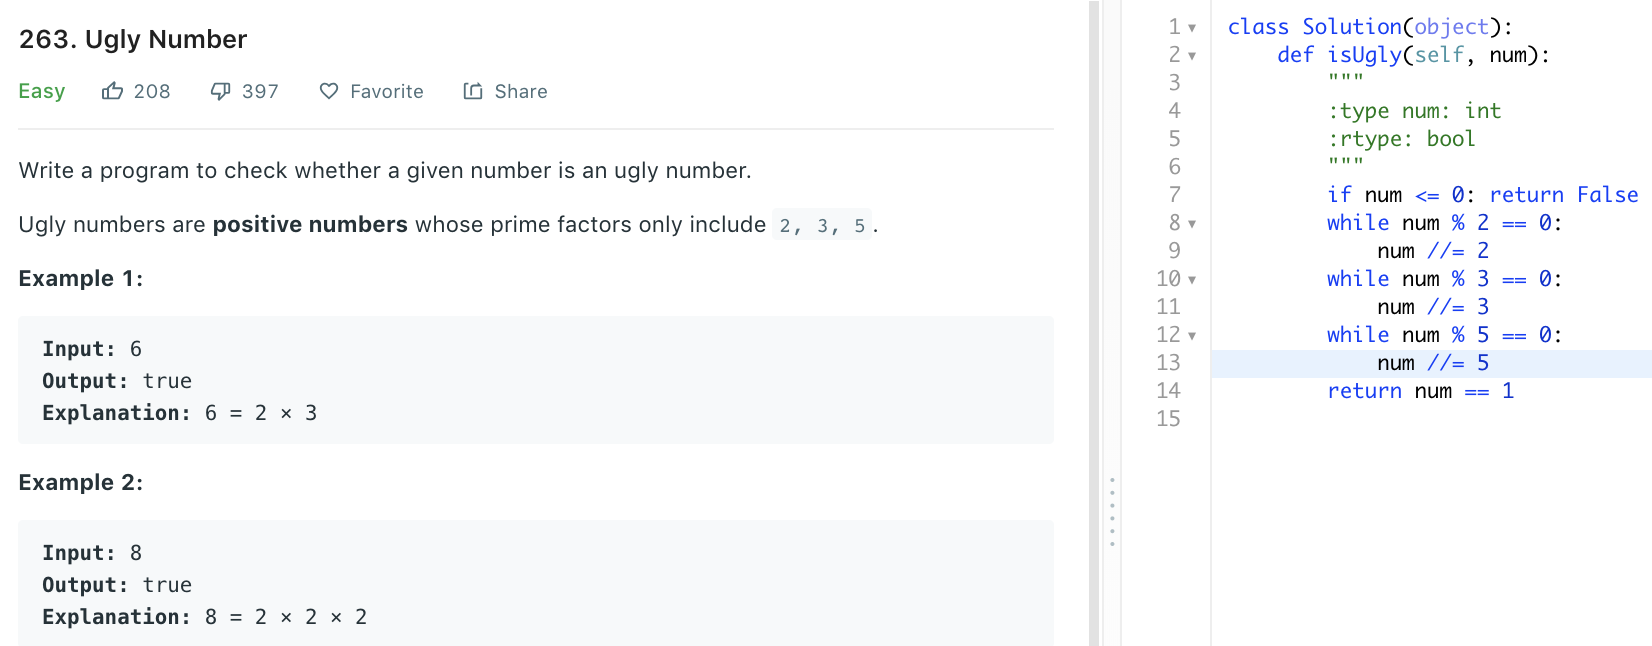 263. Ugly Number
Easy 208 397 Favorite Share
Write a program to check whether a given number is an ugly number.
Ugly numbers are positive numbers whose prime factors only include 2, 3, 5.
Example 1:
Input: 6
Output: true
Explanation: 6 = 2 × 3
Example 2:
Input: 8
Output: true
Explanation: 8 = 2 × 2 × 2
1 class Solution(object):
2     def isUgly(self, num):
3         """
4         :type num: int
5         :rtype: bool
6         """
7         if num <= 0: return False
8         while num % 2 == 0:
9             num //= 2
10         while num % 3 == 0:
11             num //= 3
12         while num % 5 == 0:
13             num //= 5
14         return num == 1
15